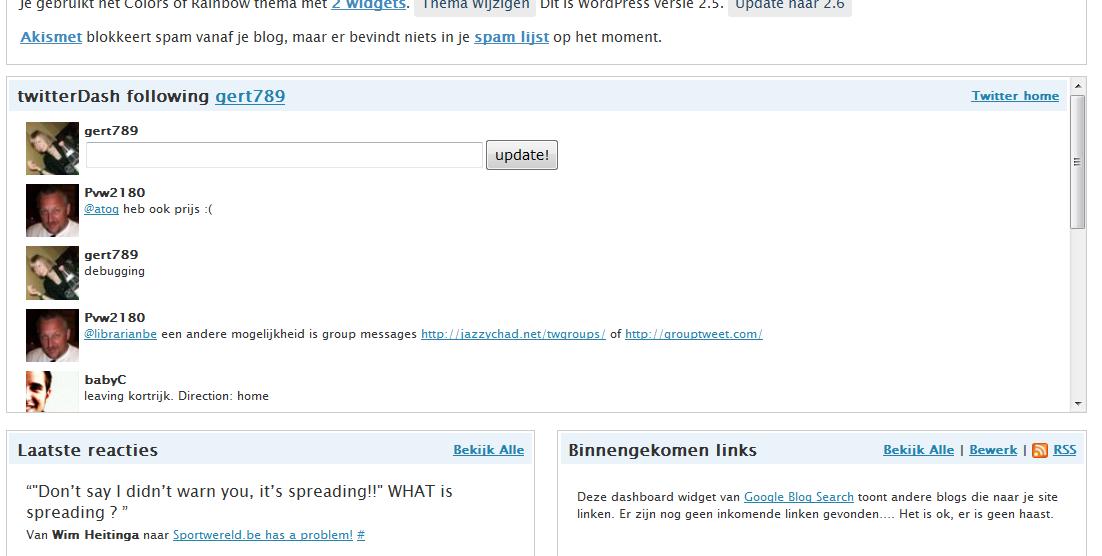 Je gebruikt het Colors of Rainbow thema met 2 widgets. Thema Wijzigen Dit is WordPress versie 2.5. Update naar 2.6
Akismet blokkeert spam vanaf je blog, maar er bevindt niets in je spam lijst op het moment.
twitterDash following gert789 Twitter home
gert789
update!
Pvw2180
@atog heb ook prijs :(
gert789
debugging
Pvw2180
@librarianbe een andere mogelijkheid is group messages http://jazzychad.net/twgroups/ of http://grouptweet.com/
babyC
leaving kortrijk. Direction: home
Laatste reacties Bekijk Alle
“"Don’t say I didn’t warn you, it’s spreading!!" WHAT is
spreading ? ”
Van Wim Heitinga naar Sportwereld.be has a problem! #
Binnengekomen links Bekijk Alle | Bewerk | RSS
Deze dashboard widget van Google Blog Search toont andere blogs die naar je site
linken. Er zijn nog geen inkomende linken gevonden.... Het is ok, er is geen haast.